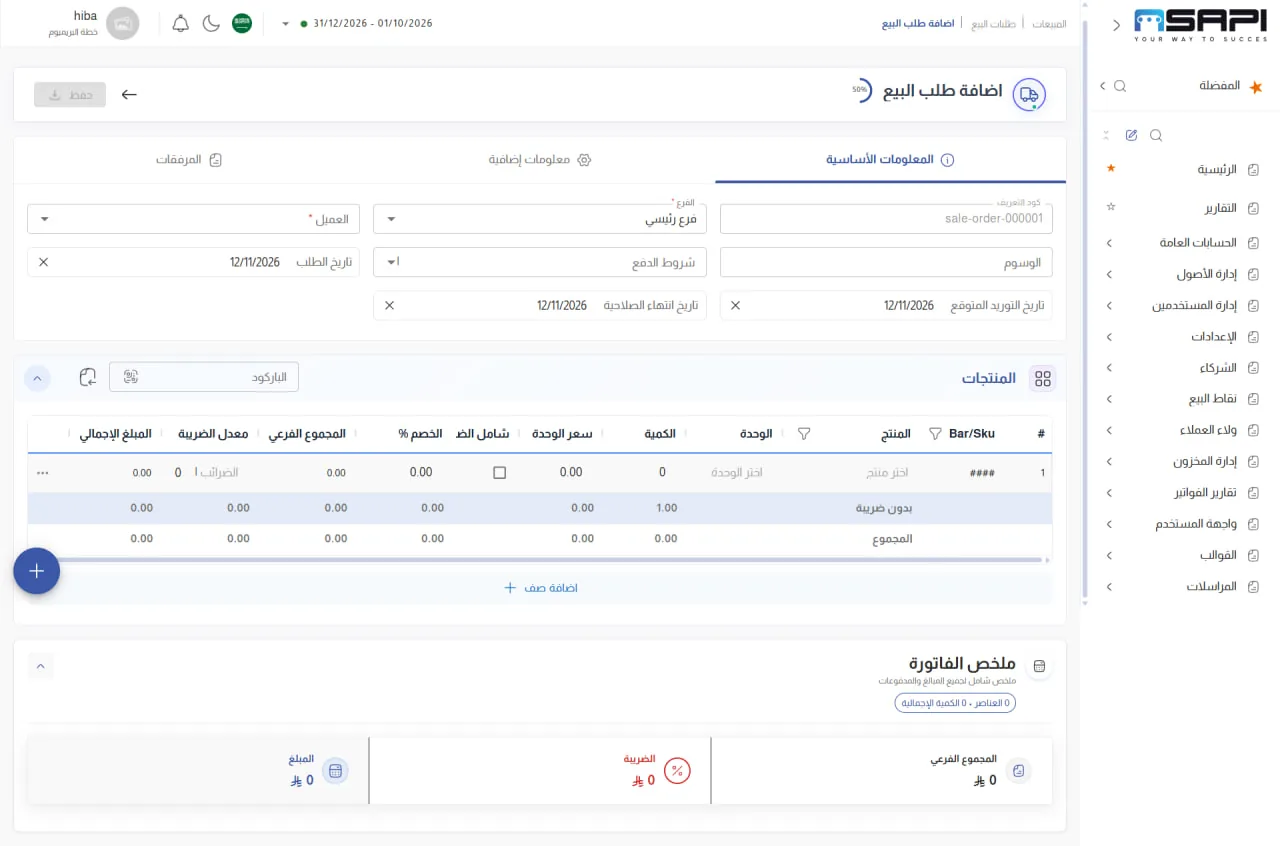 ASAPI
YOUR WAY TO SUCCES
المبيعات
طلبات البيع
اضافة طلب البيع
31/12/2026 - 01/10/2026
hiba
خطة البريميوم
المفضلة
الرئيسية
التقارير
الحسابات العامة
إدارة الأصول
إدارة المستخدمين
الإعدادات
الشركاء
نقاط البيع
ولاء العملاء
إدارة المخزون
تقارير الفواتير
واجهة المستخدم
القوالب
المراسلات
اضافة طلب البيع 50%
حفظ
المعلومات الأساسية
معلومات إضافية
المرفقات
كود التعريف
sale-order-000001
الفرع *
فرع رئيسي
العميل *
الوسوم
شروط الدفع
تاريخ الطلب 12/11/2026
تاريخ التوريد المتوقع 12/11/2026
تاريخ انتهاء الصلاحية 12/11/2026
المنتجات
الباركود
# Bar/Sku المنتج الوحدة الكمية سعر الوحدة شامل الض الخصم % المجموع الفرعي معدل الضريبة المبلغ الإجمالي
1 #### اختر منتج اختر الوحدة 0 0.00 0.00 0.00 الضرائب 0 0.00
بدون ضريبة 1.00 0.00 0.00 0.00 0.00 0.00
المجموع 0.00 0.00 0.00 0.00 0.00 0.00
اضافة صف +
ملخص الفاتورة
ملخص شامل لجميع المبالغ والمدفوعات
0 العناصر • 0 الكمية الإجمالية
المجموع الفرعي
0
الضريبة
0
المبلغ
0